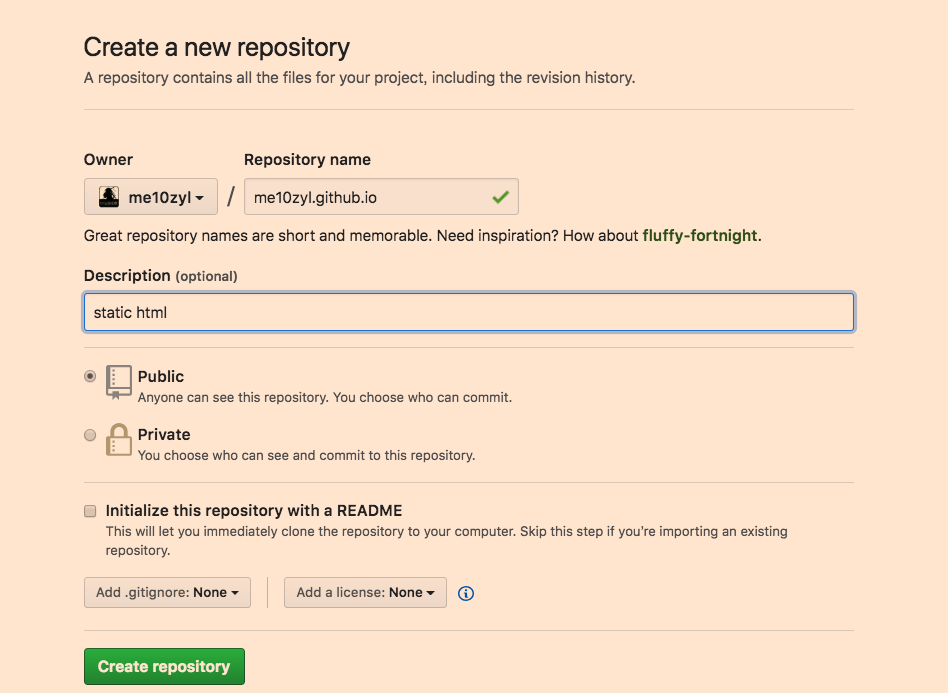 Create a new repository
A repository contains all the files for your project, including the revision history.
Owner
Repository name
me10zyl / me10zyl.github.io
Great repository names are short and memorable. Need inspiration? How about fluffy-fortnight.
Description (optional)
static html
Public
Anyone can see this repository. You choose who can commit.
Private
You choose who can see and commit to this repository.
Initialize this repository with a README
This will let you immediately clone the repository to your computer. Skip this step if you're importing an existing
repository.
Add .gitignore: None
Add a license: None
Create repository